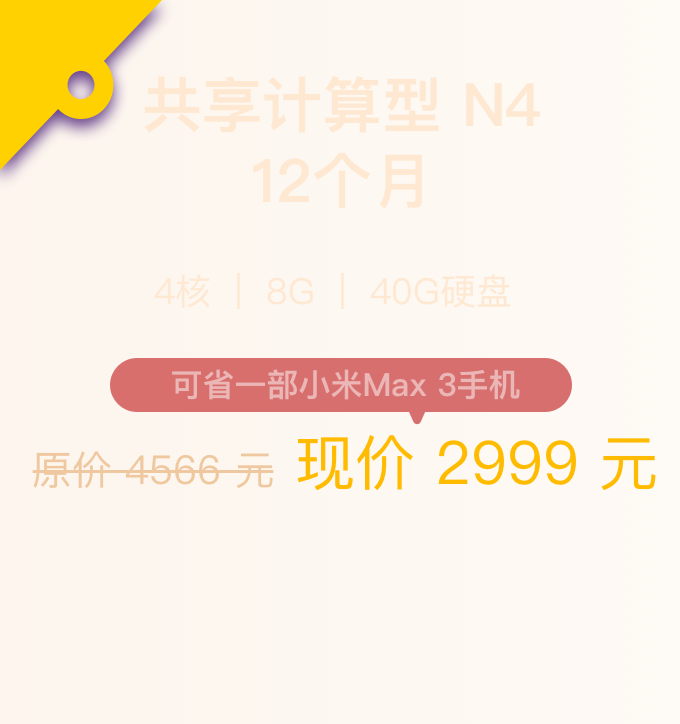 共享计算型 N4
12个月
4核 | 8G | 40G硬盘
可省一部小米Max 3手机
原价 4566 元 现价 2999 元